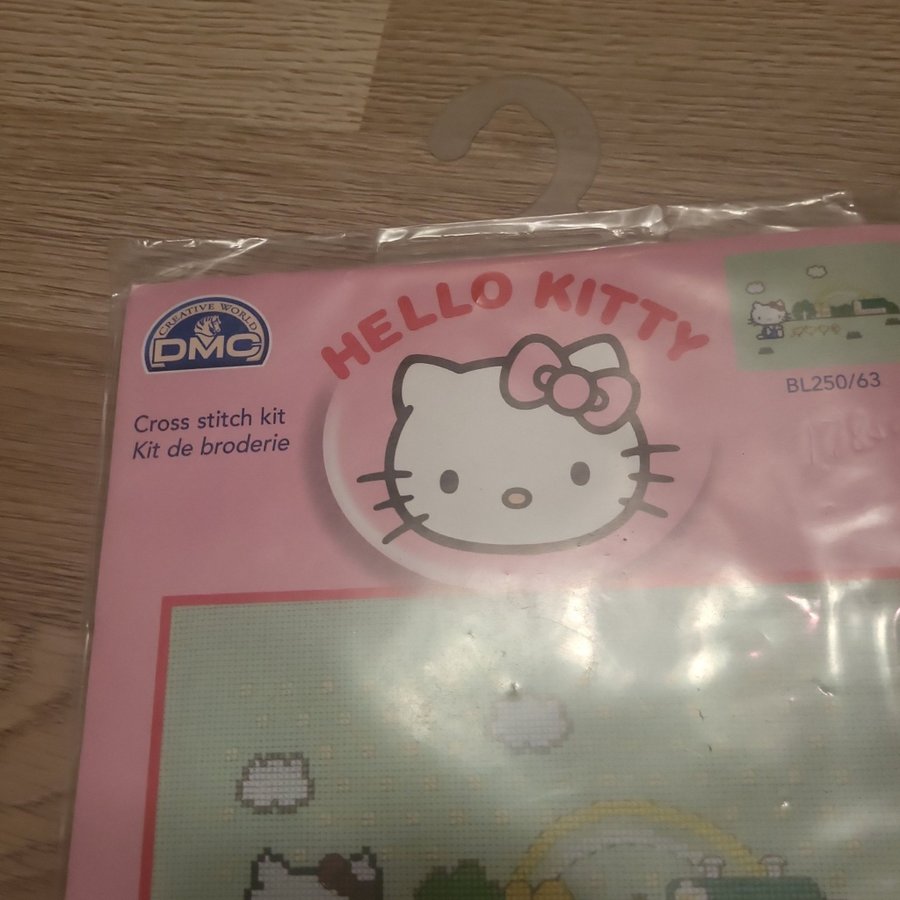 HELLO KITTY
CREATIVE WORLD
DMC
BL250/63
Cross stitch kit
Kit de broderie